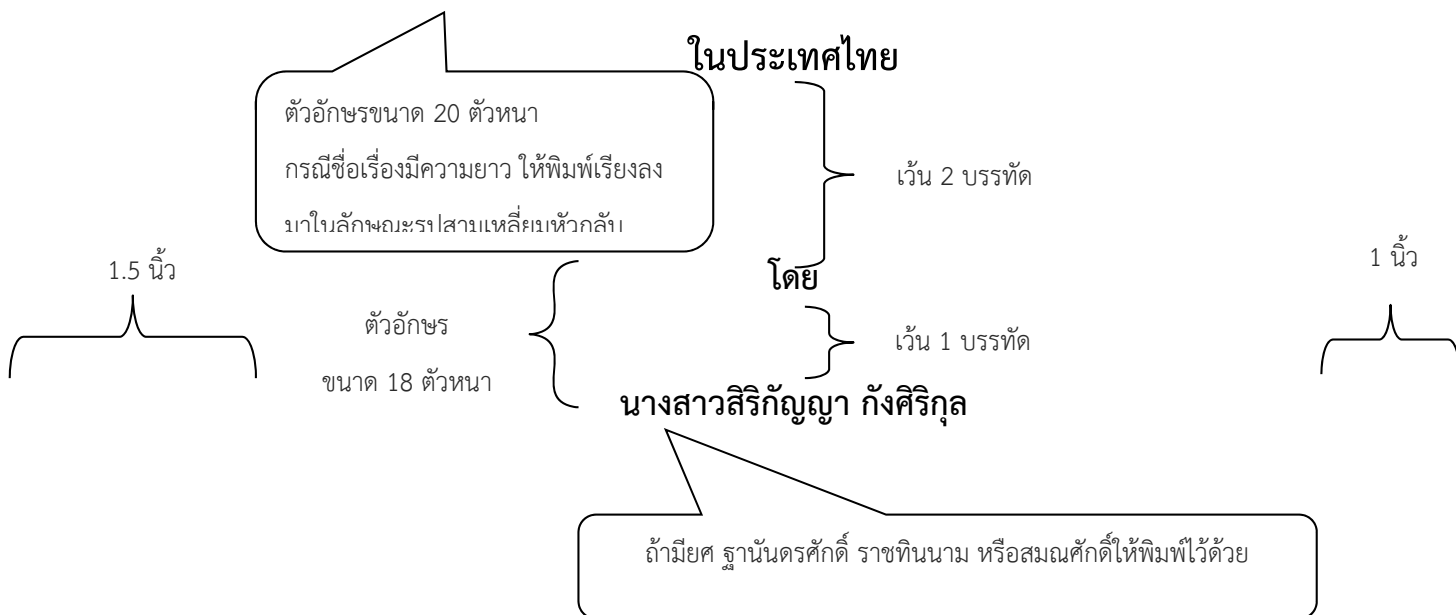 ในประเทศไทย
ตัวอักษรขนาด 20 ตัวหนา
กรณีชื่อเรื่องมีความยาว ให้พิมพ์เรียงลง
มาในลักษณะรูปสามเหลี่ยมหัวกลับ
เว้น 2 บรรทัด
1.5 นิ้ว
โดย
1 นิ้ว
ตัวอักษร
ขนาด 18 ตัวหนา
เว้น 1 บรรทัด
นางสาวสิริกัญญา กังศิริกุล
ถ้ามียศ ฐานันดรศักดิ์ ราชทินนาม หรือสมณศักดิ์ให้พิมพ์ไว้ด้วย